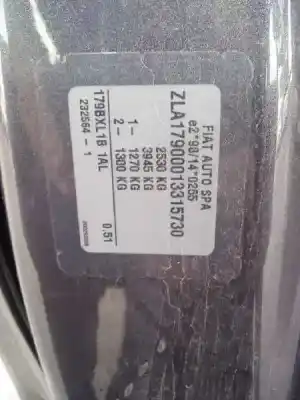 FIAT AUTO SPA
e2*98/14*0255
ZLA17900013315730
2530 KG
3945 KG
1– 1270 KG
2– 1300 KG
179BXL1B 1AL 0,51
232564 – 1